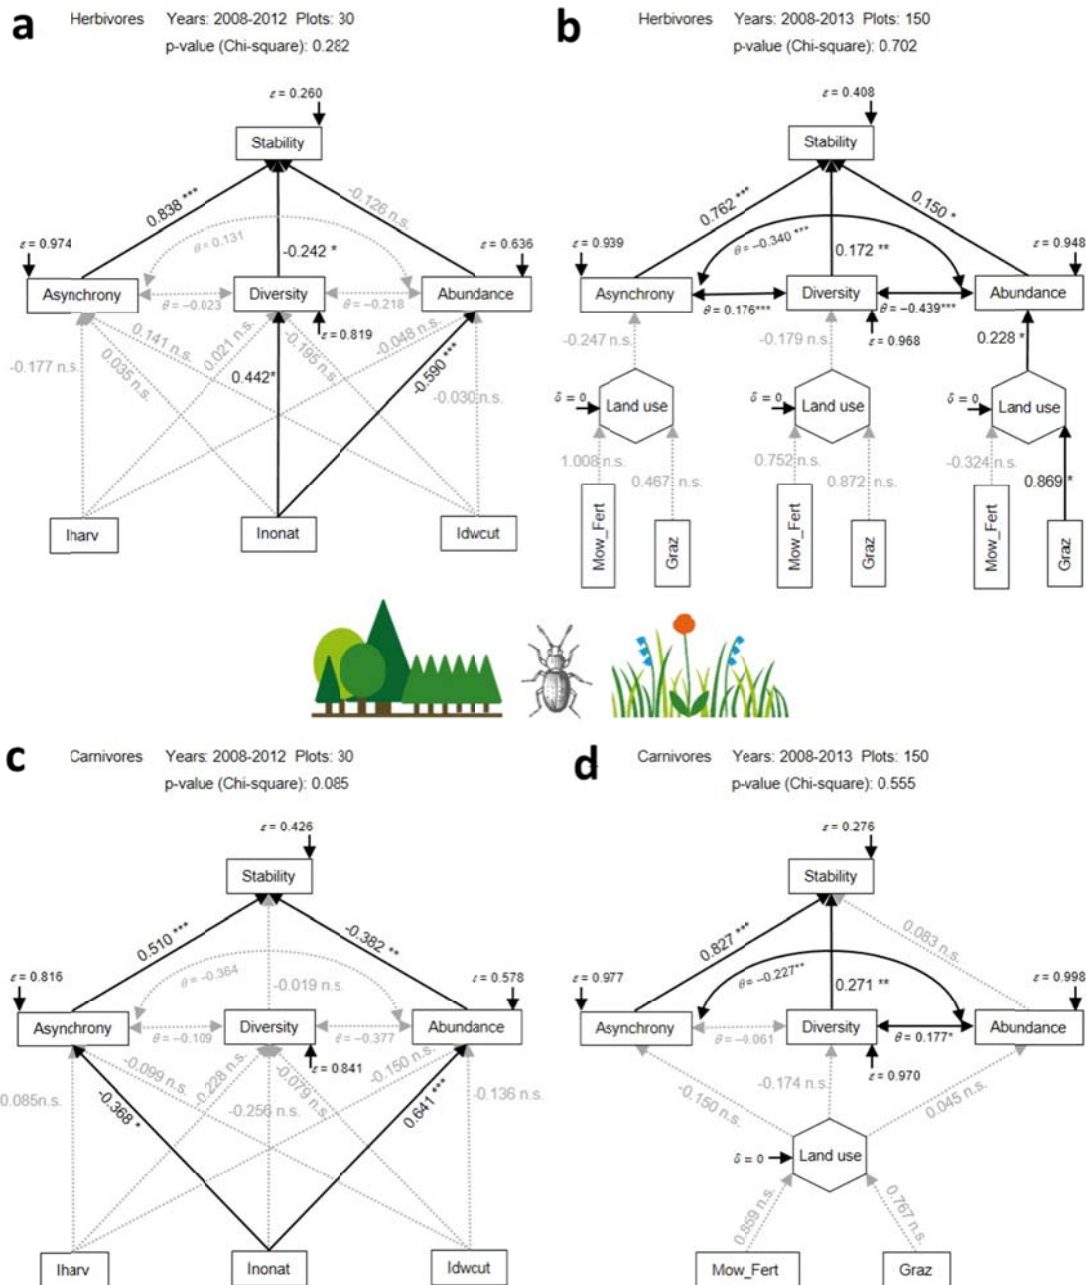 a Herbivores Years: 2008-2012 Plots: 30
p-value (Chi-square): 0.282
ε = 0.260
Stability
0.838 ***
-0.126 n.s.
θ = 0.131
-0.242 *
ε = 0.974
ε = 0.636
Asynchrony
θ = −0.023
Diversity
θ = −0.218
Abundance
ε = 0.819
-0.177 n.s.
0.141 n.s.
0.035 n.s.
0.021 n.s.
0.442*
-0.195 n.s.
-0.048 n.s.
-0.590 ***
-0.030 n.s.
Iharv
Inonat
Idwcut
b Herbivores Years: 2008-2013 Plots: 150
p-value (Chi-square): 0.702
ε = 0.408
Stability
0.762 ***
0.150 *
θ = −0.340 ***
0.172 **
ε = 0.939
ε = 0.948
Asynchrony
θ = 0.176***
Diversity
θ = −0.439***
Abundance
ε = 0.968
-0.247 n.s.
-0.179 n.s.
0.228 *
δ = 0
Land use
δ = 0
Land use
δ = 0
Land use
1.008 n.s.
0.467 n.s.
0.752 n.s.
0.872 n.s.
-0.324 n.s.
0.869 *
Mow_Fert
Graz
Mow_Fert
Graz
Mow_Fert
Graz
c Carnivores Years: 2008-2012 Plots: 30
p-value (Chi-square): 0.085
ε = 0.426
Stability
0.510 ***
-0.382 **
θ = −0.364
-0.019 n.s.
ε = 0.816
ε = 0.578
Asynchrony
θ = −0.109
Diversity
θ = −0.377
Abundance
ε = 0.841
0.085n.s.
-0.099 n.s.
-0.368 *
-0.228 n.s.
-0.256 n.s.
-0.079 n.s.
-0.150 n.s.
0.641 ***
-0.136 n.s.
Iharv
Inonat
Idwcut
d Carnivores Years: 2008-2013 Plots: 150
p-value (Chi-square): 0.555
ε = 0.276
Stability
0.827 ***
0.083 n.s.
θ = −0.227**
0.271 **
ε = 0.977
ε = 0.998
Asynchrony
θ = −0.061
Diversity
θ = 0.177*
Abundance
ε = 0.970
-0.150 n.s.
-0.174 n.s.
0.045 n.s.
δ = 0
Land use
0.859 n.s.
0.767 n.s.
Mow_Fert
Graz